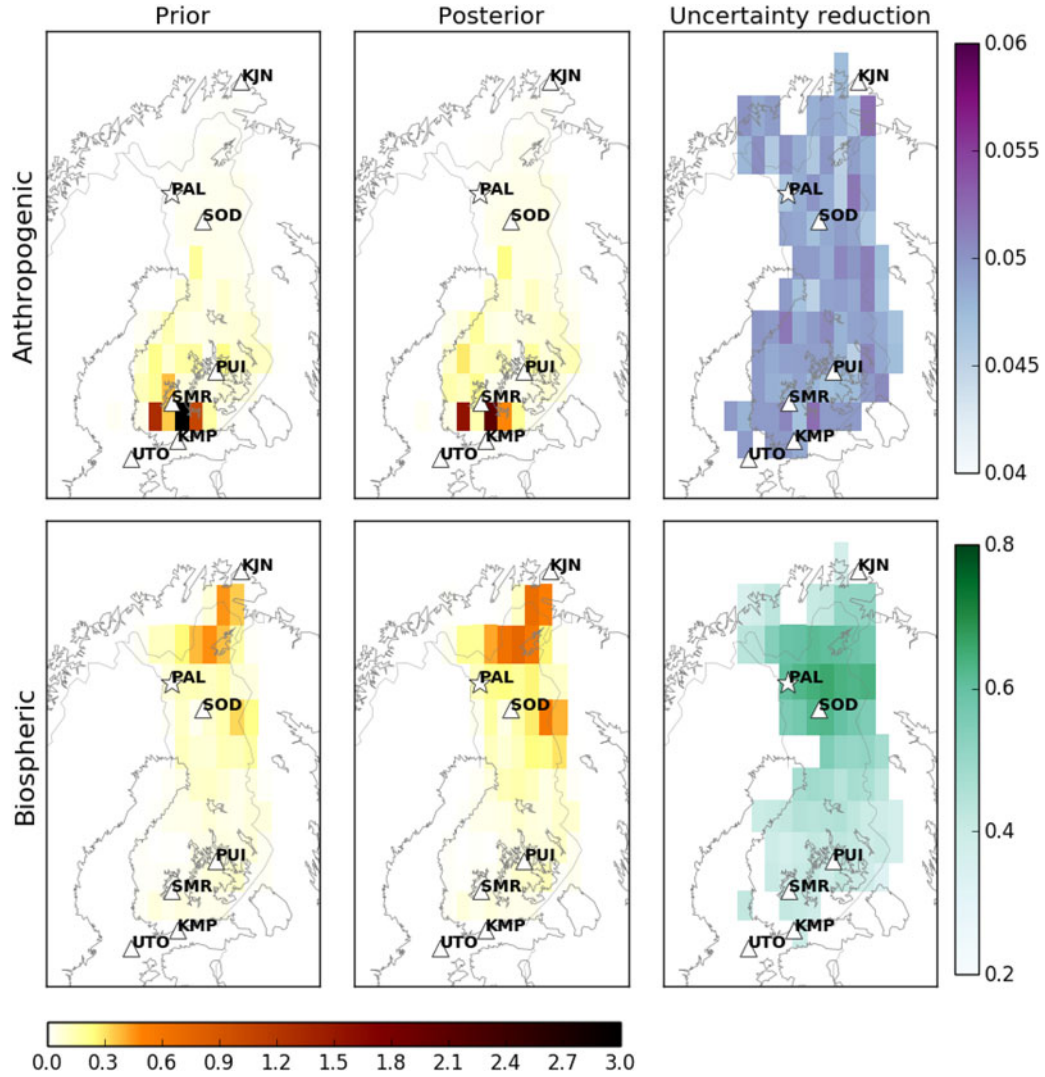 Prior Posterior Uncertainty reduction
Anthropogenic
KJN
PAL
SOD
PUI
SMR
KMP
UTO
KJN
PAL
SOD
PUI
SMR
KMP
UTO
KJN
PAL
SOD
PUI
SMR
KMP
UTO
0.06
0.055
0.05
0.045
0.04
Biospheric
KJN
PAL
SOD
PUI
SMR
KMP
UTO
KJN
PAL
SOD
PUI
SMR
KMP
UTO
KJN
PAL
SOD
PUI
SMR
KMP
UTO
0.8
0.6
0.4
0.2
0.0 0.3 0.6 0.9 1.2 1.5 1.8 2.1 2.4 2.7 3.0